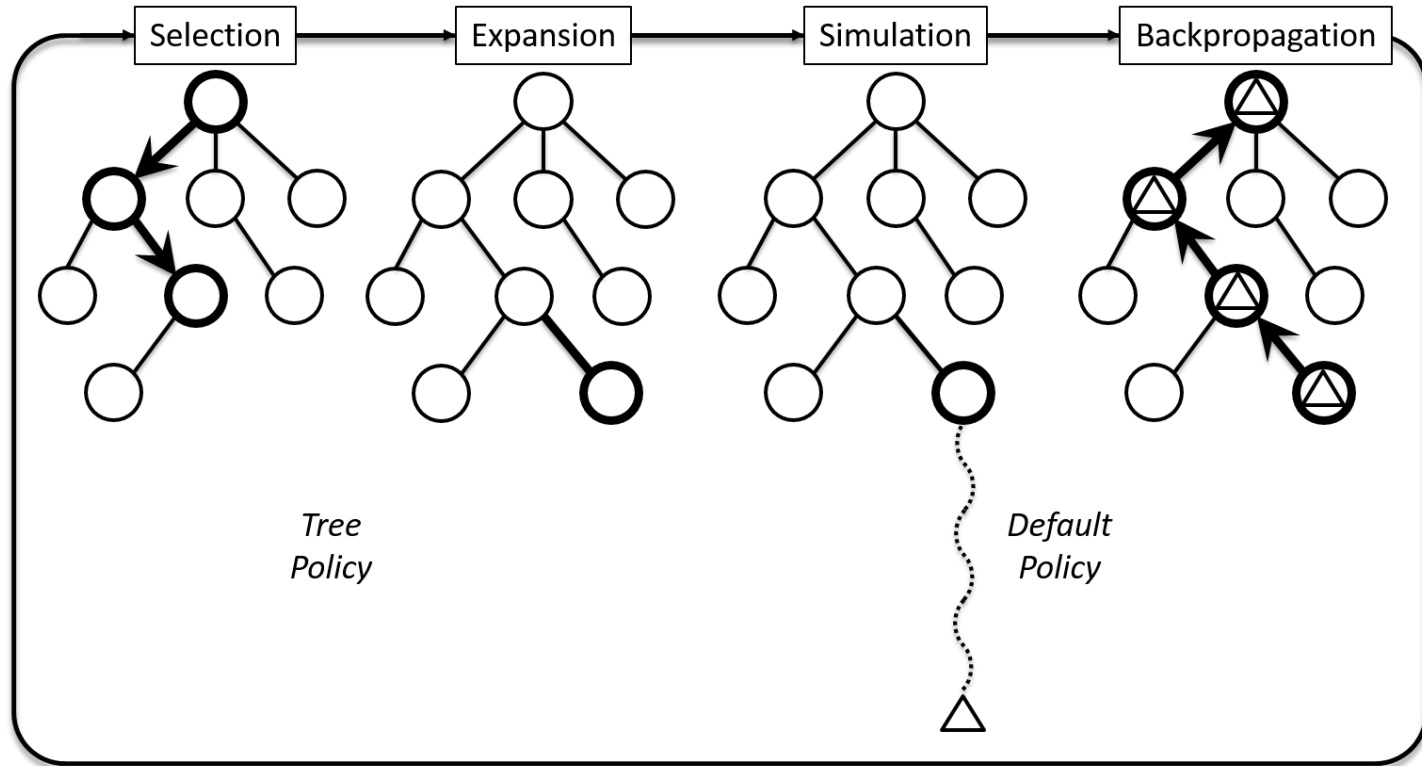 Selection
Expansion
Simulation
Backpropagation
Tree
Policy
Default
Policy